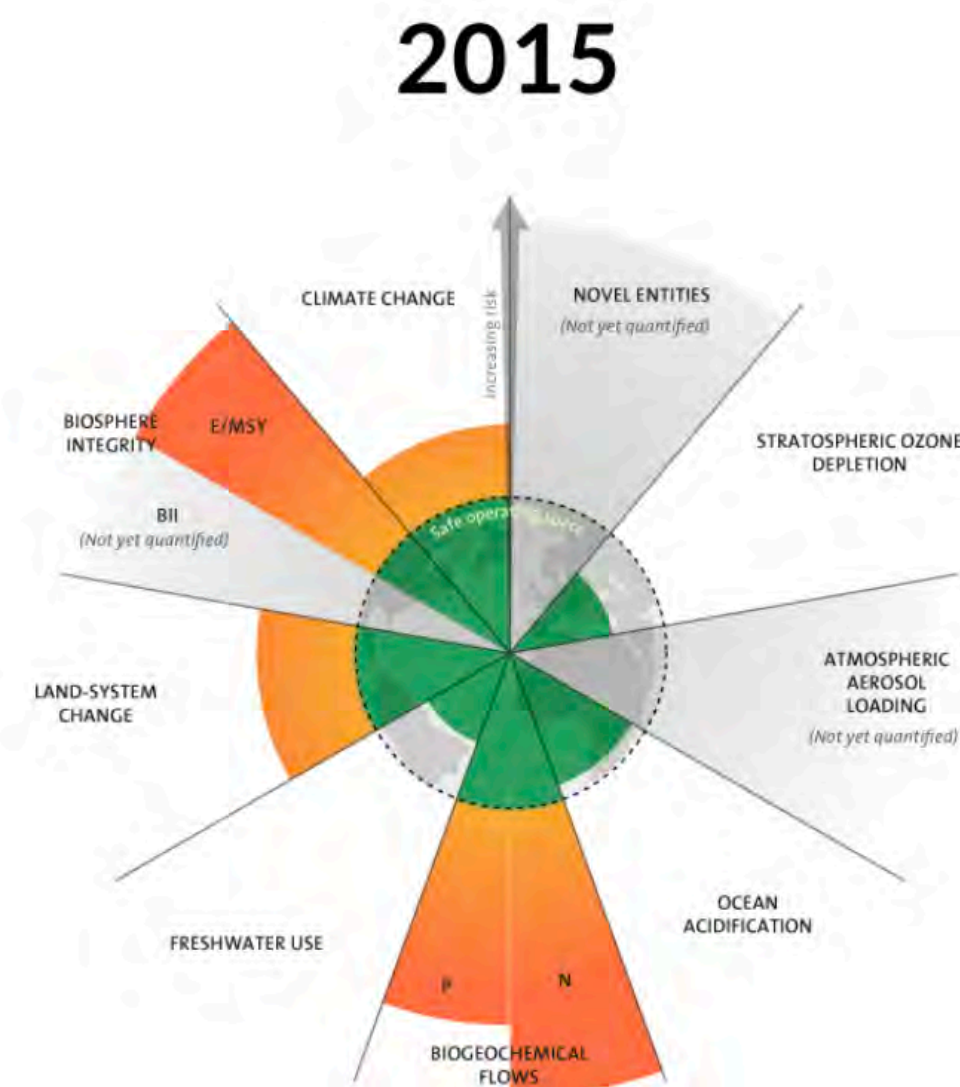 2015
CLIMATE CHANGE
Increasing risk
NOVEL ENTITIES
(Not yet quantified)
STRATOSPHERIC OZONE
DEPLETION
BIOSPHERE
INTEGRITY
E/MSY
BII
(Not yet quantified)
Safe operating space
ATMOSPHERIC
AEROSOL
LOADING
(Not yet quantified)
LAND-SYSTEM
CHANGE
OCEAN
ACIDIFICATION
FRESHWATER USE
P
N
BIOGEOCHEMICAL
FLOWS